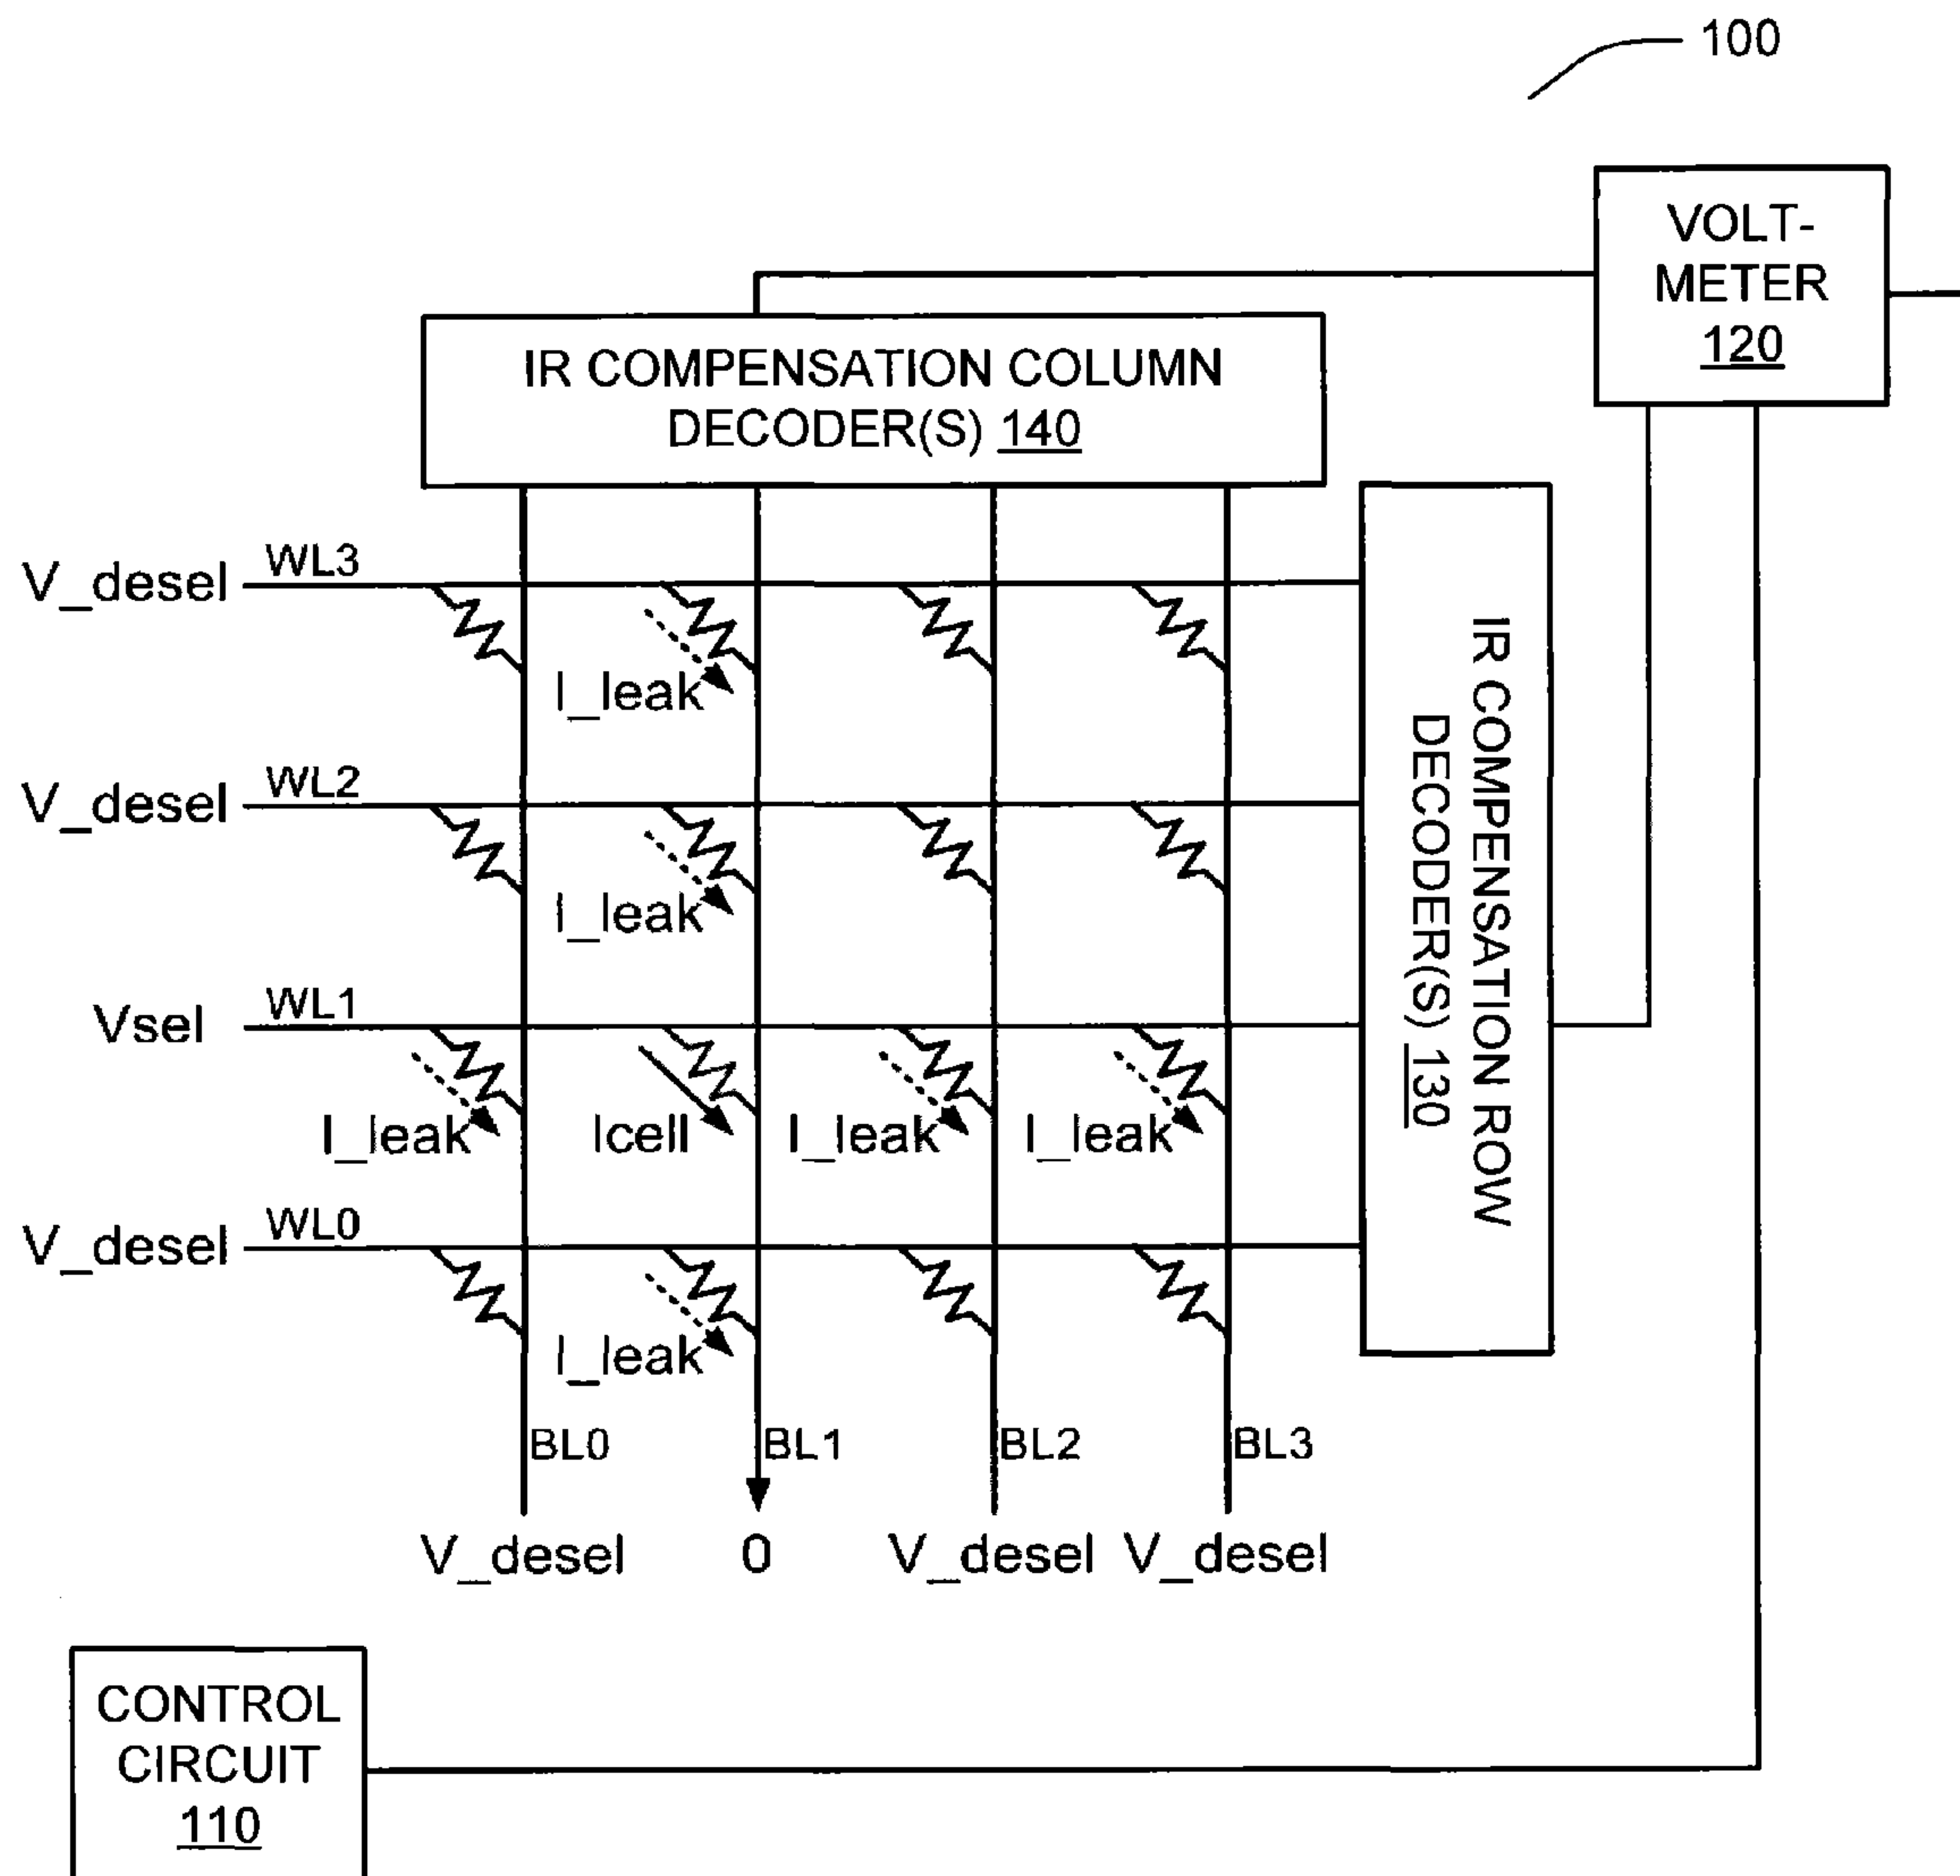 100
VOLT-
METER
120
IR COMPENSATION COLUMN
DECODER(S) 140
IR COMPENSATION ROW
DECODER(S) 130
V_desel WL3
I_leak
V_desel WL2
I_leak
Vsel WL1
I_leak Icell I_leak I_leak
V_desel WL0
I_leak
BL0 BL1 BL2 BL3
V_desel 0 V_desel V_desel
CONTROL
CIRCUIT
110